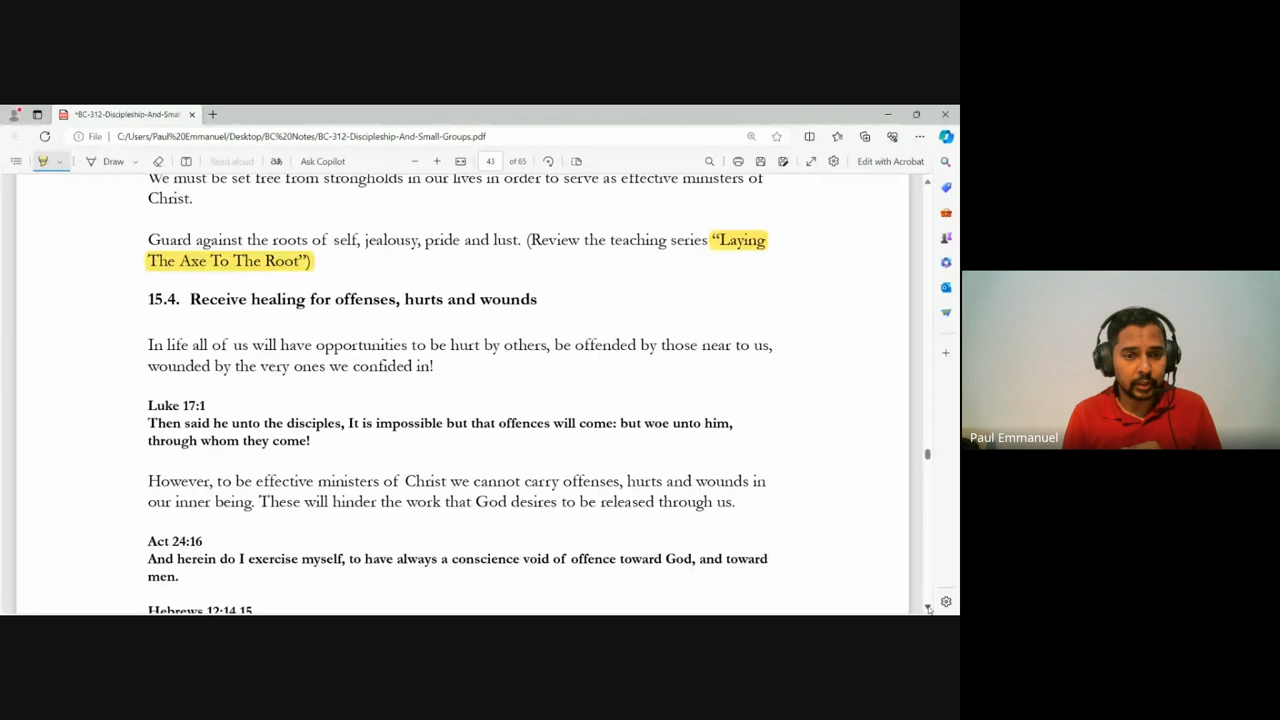 *BC-312-Discipleship-And-Smal
File
C:/Users/Paul%20Emmanuel/Desktop/BC%20Notes/BC-312-Discipleship-And-Small-Groups.pdf
Draw
Read aloud
Ask Copilot
43
of 65
Edit with Acrobat
We must be set free from strongholds in our lives in order to serve as effective ministers of
Christ.
Guard against the roots of self, jealousy, pride and lust. (Review the teaching series “Laying
The Axe To The Root”)
15.4. Receive healing for offenses, hurts and wounds
In life all of us will have opportunities to be hurt by others, be offended by those near to us,
wounded by the very ones we confided in!
Luke 17:1
Then said he unto the disciples, It is impossible but that offences will come: but woe unto him,
through whom they come!
However, to be effective ministers of Christ we cannot carry offenses, hurts and wounds in
our inner being. These will hinder the work that God desires to be released through us.
Act 24:16
And herein do I exercise myself, to have always a conscience void of offence toward God, and toward
men.
Hebrews 12:14,15
Paul Emmanuel